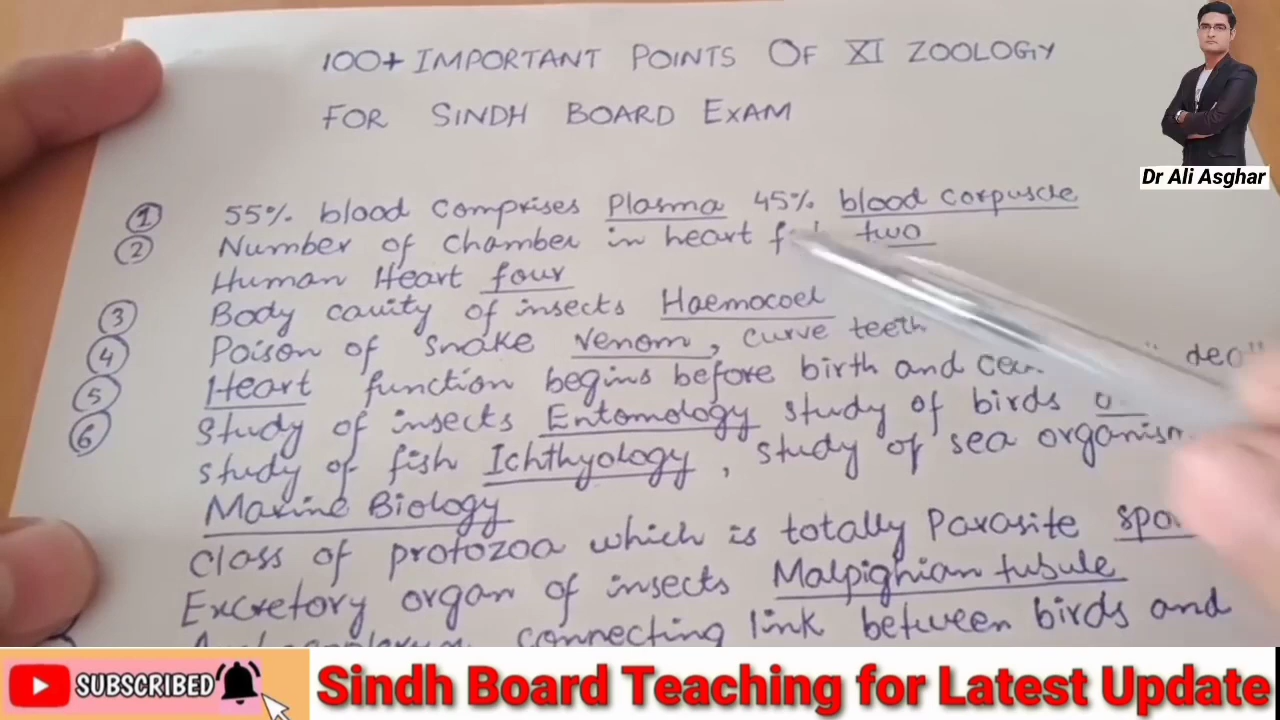 100+ IMPORTANT POINTS OF XI ZOOLOGY
FOR SINDH BOARD EXAM
Dr Ali Asghar
① 55% blood comprises Plasma 45% blood corpuscle
② Number of chamber in heart two
Human Heart four
③ Body cavity of insects Haemocoel
④ Poison of snake Venom, curve teeth
⑤ Heart function begins before birth and
⑥ Study of insects Entomology study of birds
study of fish Ichthyology, study of sea
Marine Biology
Class of protozoa which is totally Parasite
Excretory organ of insects Malpighian tubule
connecting link between birds and
SUBSCRIBED
Sindh Board Teaching for Latest Update